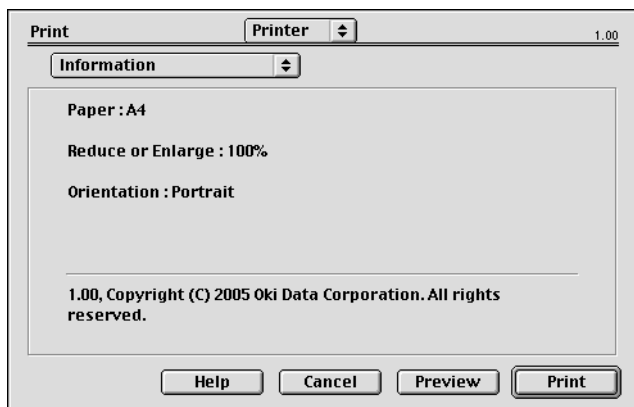 Print Printer 1.00
Information
Paper : A4
Reduce or Enlarge : 100%
Orientation : Portrait
1.00, Copyright (C) 2005 Oki Data Corporation. All rights
reserved.
Help Cancel Preview Print